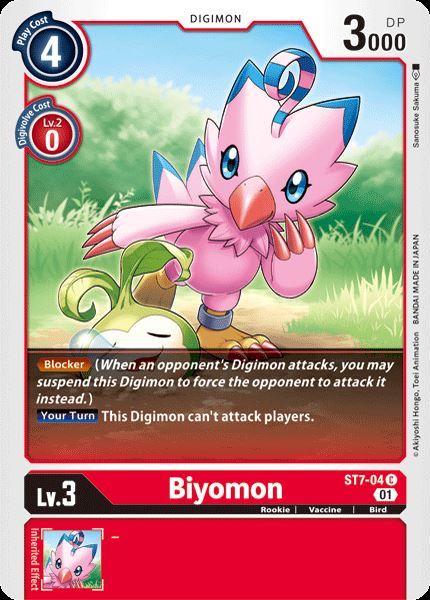 DIGIMON
Play Cost
4
DP
3000
Digivolve Cost
Lv.2
0
Sanosuke Sakuma
©Akiyoshi Hongo, Toei Animation BANDAI MADE IN JAPAN
Blocker (When an opponent's Digimon attacks, you may
suspend this Digimon to force the opponent to attack it
instead.)
Your Turn This Digimon can't attack players.
Lv.3
Biyomon
ST7-04 C
01
Rookie | Vaccine | Bird
Inherited Effect
–